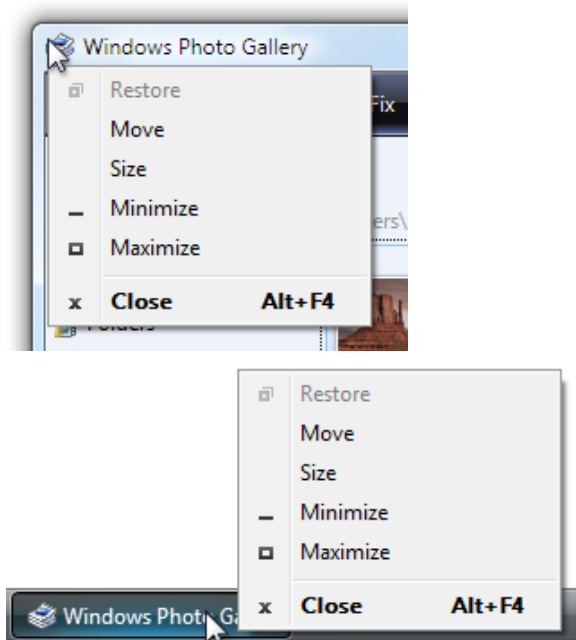 Windows Photo Gallery
Restore
Fix
Move
Size
Minimize
ers\
Maximize
Close Alt+F4
Folders
Restore
Move
Size
Minimize
Maximize
Close Alt+F4
Windows Photo Ga